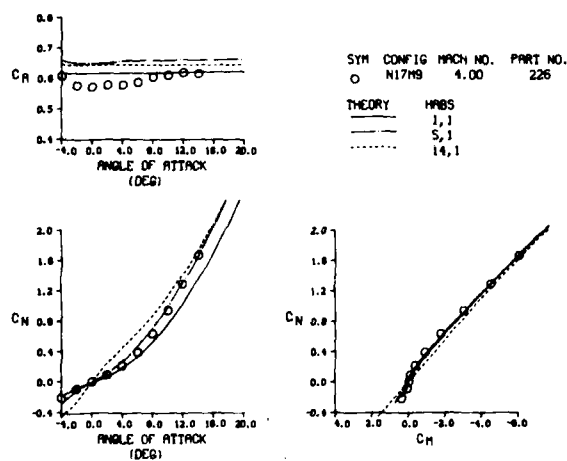 0.8
0.7
C_A 0.6
0.5
0.4
-4.0 0.0 4.0 8.0 12.0 16.0 20.0
ANGLE OF ATTACK
(DEG)
SYM CONFIG MACH NO. PART NO.
N17M9 4.00 226
THEORY MABS
1,1
5,1
14,1
2.0
1.6
1.2
C_N 0.8
0.4
0.0
-0.4
-4.0 0.0 4.0 8.0 12.0 16.0 20.0
ANGLE OF ATTACK
(DEG)
2.0
1.6
1.2
C_N 0.8
0.4
0.0
-0.4
4.0 2.0 0.0 -2.0 -4.0 -6.0 -8.0
C_M